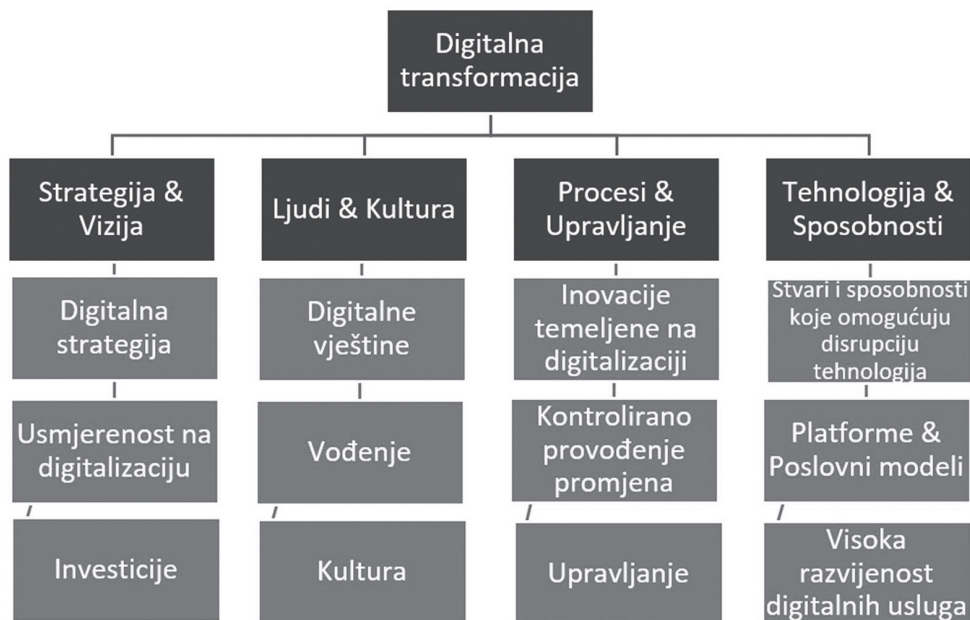 Digitalna
transformacija
Strategija &
Vizija
Ljudi & Kultura
Procesi &
Upravljanje
Tehnologija &
Sposobnosti
Digitalna
strategija
Digitalne
vještine
Inovacije
temeljene na
digitalizaciji
Stvari i sposobnosti
koje omogućuju
disrupciju
tehnologija
Usmjerenost na
digitalizaciju
Vođenje
Kontrolirano
provođenje
promjena
Platforme &
Poslovni modeli
Investicije
Kultura
Upravljanje
Visoka
razvijenost
digitalnih usluga